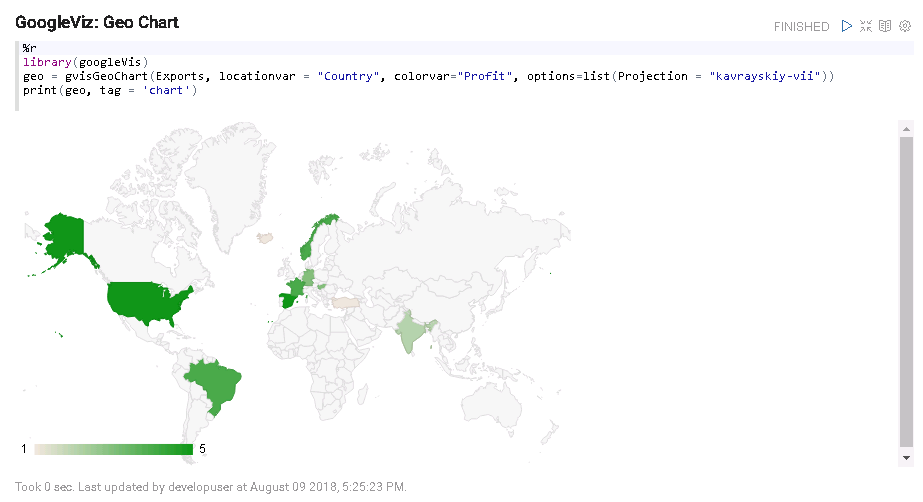 GoogleViz: Geo Chart
FINISHED
%r
library(googleVis)
geo = gvisGeoChart(Exports, locationvar = "Country", colorvar="Profit", options=list(Projection = "kavrayskiy-vii"))
print(geo, tag = 'chart')
1 5
Took 0 sec. Last updated by developuser at August 09 2018, 5:25:23 PM.